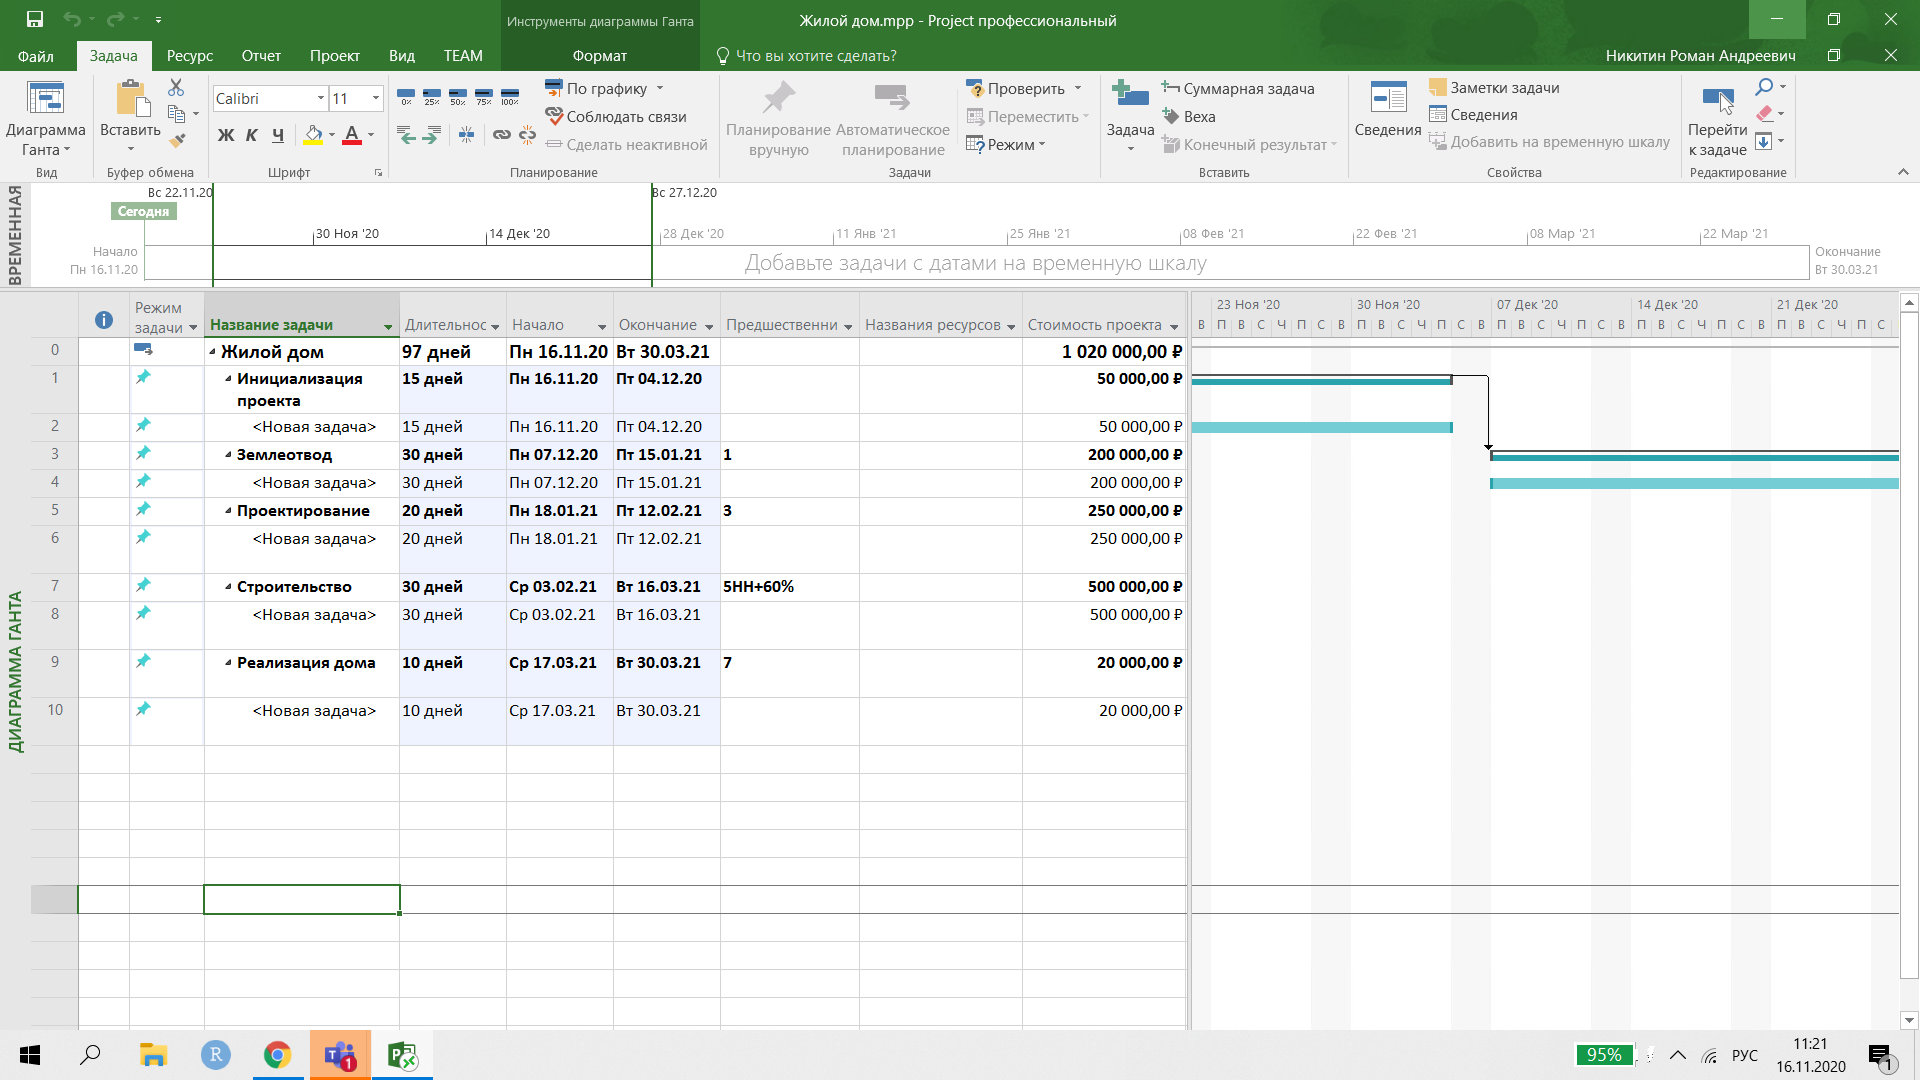 Инструменты диаграммы Ганта
Жилой дом.mpp - Project профессиональный
Файл Задача Ресурс Отчет Проект Вид TEAM Формат Что вы хотите сделать? Никитин Роман Андреевич
Диаграмма Ганта
Вид
Вставить
Буфер обмена
Calibri 11
Ж К Ч А
Шрифт
0% 25% 50% 75% 100%
По графику
Соблюдать связи
Сделать неактивной
Планирование
Планирование вручную
Автоматическое планирование
Проверить
Переместить
Режим
Задачи
Задача
Суммарная задача
Веха
Конечный результат
Вставить
Сведения
Заметки задачи
Сведения
Добавить на временную шкалу
Свойства
Перейти к задаче
Редактирование
ВРЕМЕННАЯ
Вс 22.11.20 Вс 27.12.20
Сегодня
30 Ноя '20 14 Дек '20 28 Дек '20 11 Янв '21 25 Янв '21 08 Фев '21 22 Фев '21 08 Мар '21 22 Мар '21
Начало
Пн 16.11.20
Добавьте задачи с датами на временную шкалу
Окончание
Вт 30.03.21
ДИАГРАММА ГАНТА
Режим задачи Название задачи Длительнос Начало Окончание Предшественни Названия ресурсов Стоимость проекта
23 Ноя '20 30 Ноя '20 07 Дек '20 14 Дек '20 21 Дек '20
В П В С Ч П С В П В С Ч П С В П В С Ч П С В П В С Ч П С В П В С Ч П С
0 Жилой дом 97 дней Пн 16.11.20 Вт 30.03.21 1 020 000,00 ₽
1 Инициализация проекта 15 дней Пн 16.11.20 Пт 04.12.20 50 000,00 ₽
2 <Новая задача> 15 дней Пн 16.11.20 Пт 04.12.20 50 000,00 ₽
3 Землеотвод 30 дней Пн 07.12.20 Пт 15.01.21 1 200 000,00 ₽
4 <Новая задача> 30 дней Пн 07.12.20 Пт 15.01.21 200 000,00 ₽
5 Проектирование 20 дней Пн 18.01.21 Пт 12.02.21 3 250 000,00 ₽
6 <Новая задача> 20 дней Пн 18.01.21 Пт 12.02.21 250 000,00 ₽
7 Строительство 30 дней Ср 03.02.21 Вт 16.03.21 5НН+60% 500 000,00 ₽
8 <Новая задача> 30 дней Ср 03.02.21 Вт 16.03.21 500 000,00 ₽
9 Реализация дома 10 дней Ср 17.03.21 Вт 30.03.21 7 20 000,00 ₽
10 <Новая задача> 10 дней Ср 17.03.21 Вт 30.03.21 20 000,00 ₽
R
T 1
P
95%
РУС
11:21
16.11.2020
1